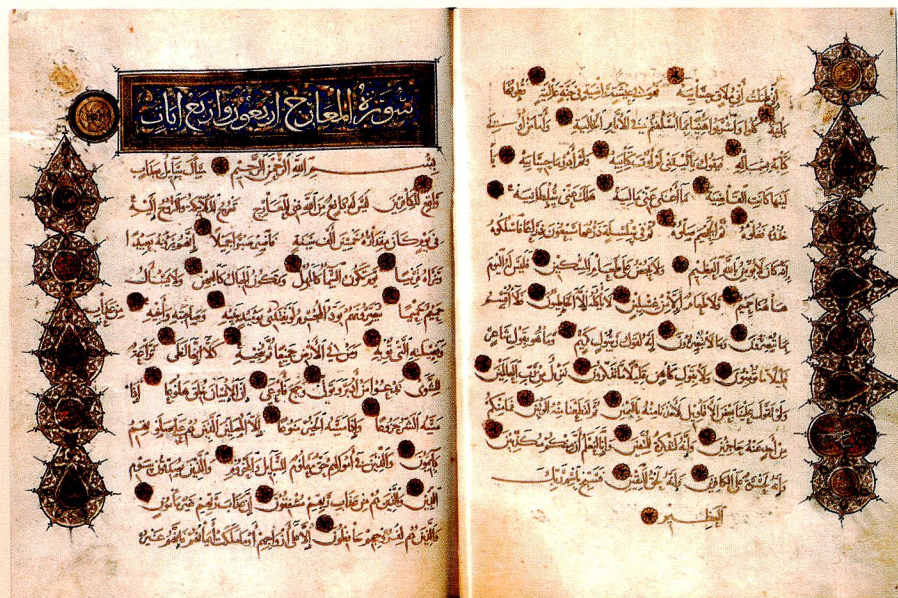 إني ظننت أني ملاق حسابيه فهو في عيشة راضية في جنة عالية قطوفها
دانية كلوا واشربوا هنيئا بما أسلفتم في الأيام الخالية وأما من أوتي
كتابه بشماله فيقول يا ليتني لم أوت كتابيه ولم أدر ما حسابيه يا
ليتها كانت القاضية ما أغنى عني ماليه هلك عني سلطانيه
خذوه فغلوه ثم الجحيم صلوه ثم في سلسلة ذرعها سبعون ذراعا فاسلكوه
إنه كان لا يؤمن بالله العظيم ولا يحض على طعام المسكين فليس له اليوم
هاهنا حميم ولا طعام إلا من غسلين لا يأكله إلا الخاطئون فلا أقسم
بما تبصرون وما لا تبصرون إنه لقول رسول كريم وما هو بقول شاعر
قليلا ما تؤمنون ولا بقول كاهن قليلا ما تذكرون تنزيل من رب العالمين
ولو تقول علينا بعض الأقاويل لأخذنا منه باليمين ثم لقطعنا منه الوتين فما منكم
من أحد عنه حاجزين وإنه لتذكرة للمتقين وإنا لنعلم أن منكم مكذبين
وإنه لحسرة على الكافرين وإنه لحق اليقين فسبح باسم ربك
العظيم
سورة المعارج اربعون واربع ايات
بسم الله الرحمن الرحيم سأل سائل بعذاب
واقع للكافرين ليس له دافع من الله ذي المعارج تعرج الملائكة والروح إليه
في يوم كان مقداره خمسين ألف سنة فاصبر صبرا جميلا إنهم يرونه بعيدا
ونراه قريبا يوم تكون السماء كالمهل وتكون الجبال كالعهن ولا يسأل
حميم حميما يبصرونهم يود المجرم لو يفتدي يومئذ ببنيه وصاحبته وأخيه من عذاب
وفصيلته التي تؤويه ومن في الأرض جميعا ثم ينجيه كلا إنها لظى نزاعة
للشوى تدعو من أدبر وتولى وجمع فأوعى إن الإنسان خلق هلوعا إذا
مسه الشر جزوعا وإذا مسه الخير منوعا إلا المصلين الذين هم على صلاتهم
دائمون والذين في أموالهم حق معلوم للسائل والمحروم والذين يصدقون بيوم
الدين والذين هم من عذاب ربهم مشفقون إن عذاب ربهم غير مأمون
والذين هم لفروجهم حافظون إلا على أزواجهم أو ما ملكت أيمانهم فإنهم غير